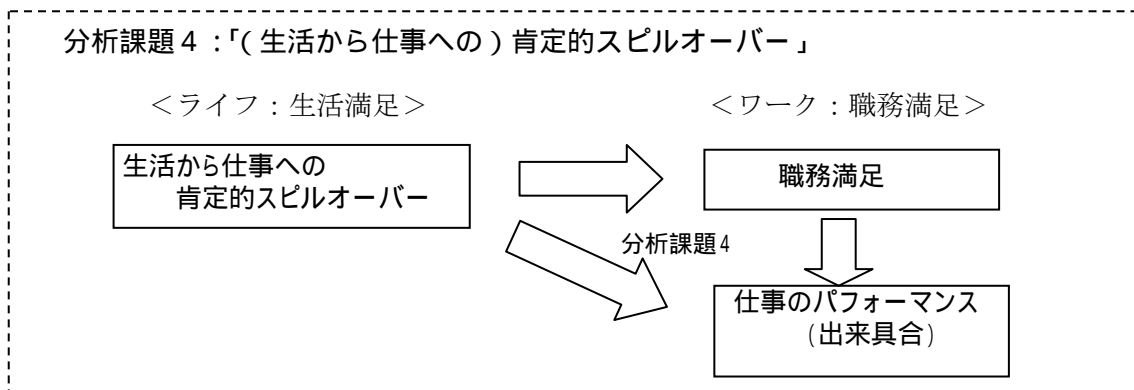 分析課題４：「(生活から仕事への)肯定的スピルオーバー」
＜ライフ：生活満足＞
＜ワーク：職務満足＞
生活から仕事への
肯定的スピルオーバー
職務満足
分析課題４
仕事のパフォーマンス
(出来具合)